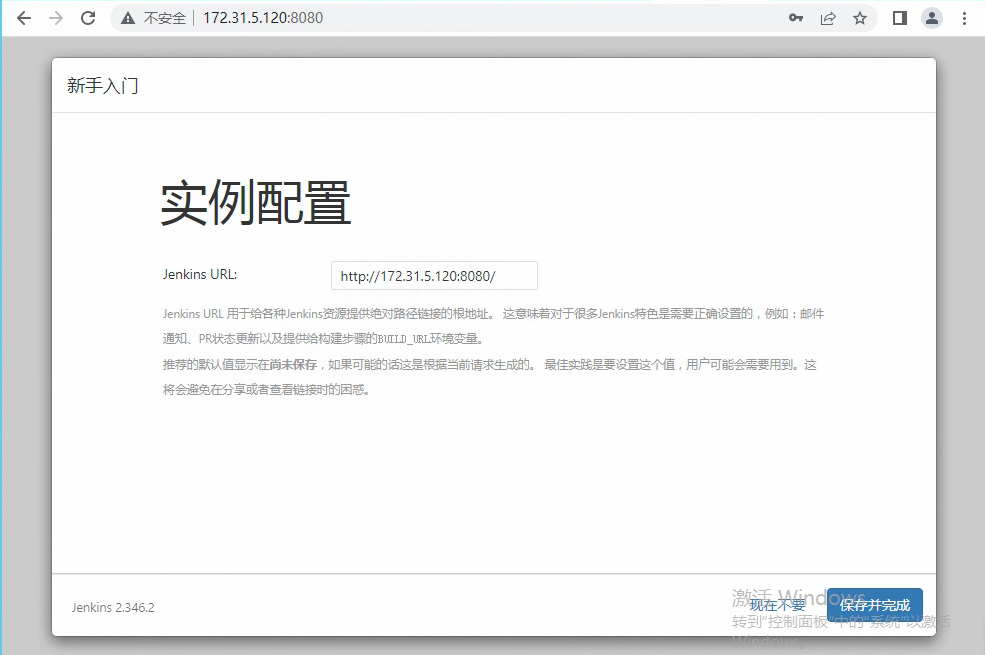 不安全 172.31.5.120:8080
新手入门
实例配置
Jenkins URL: http://172.31.5.120:8080/
Jenkins URL 用于给各种Jenkins资源提供绝对路径链接的根地址。 这意味着对于很多Jenkins特色是需要正确设置的，例如：邮件
通知、PR状态更新以及提供给构建步骤的BUILD_URL环境变量。
推荐的默认值显示在尚未保存，如果可能的话这是根据当前请求生成的。 最佳实践是要设置这个值，用户可能会需要用到。这
将会避免在分享或者查看链接时的困惑。
激活 Windows
Jenkins 2.346.2 现在不要 保存并完成
转到"控制面板"中的"系统"以激活
Windows。